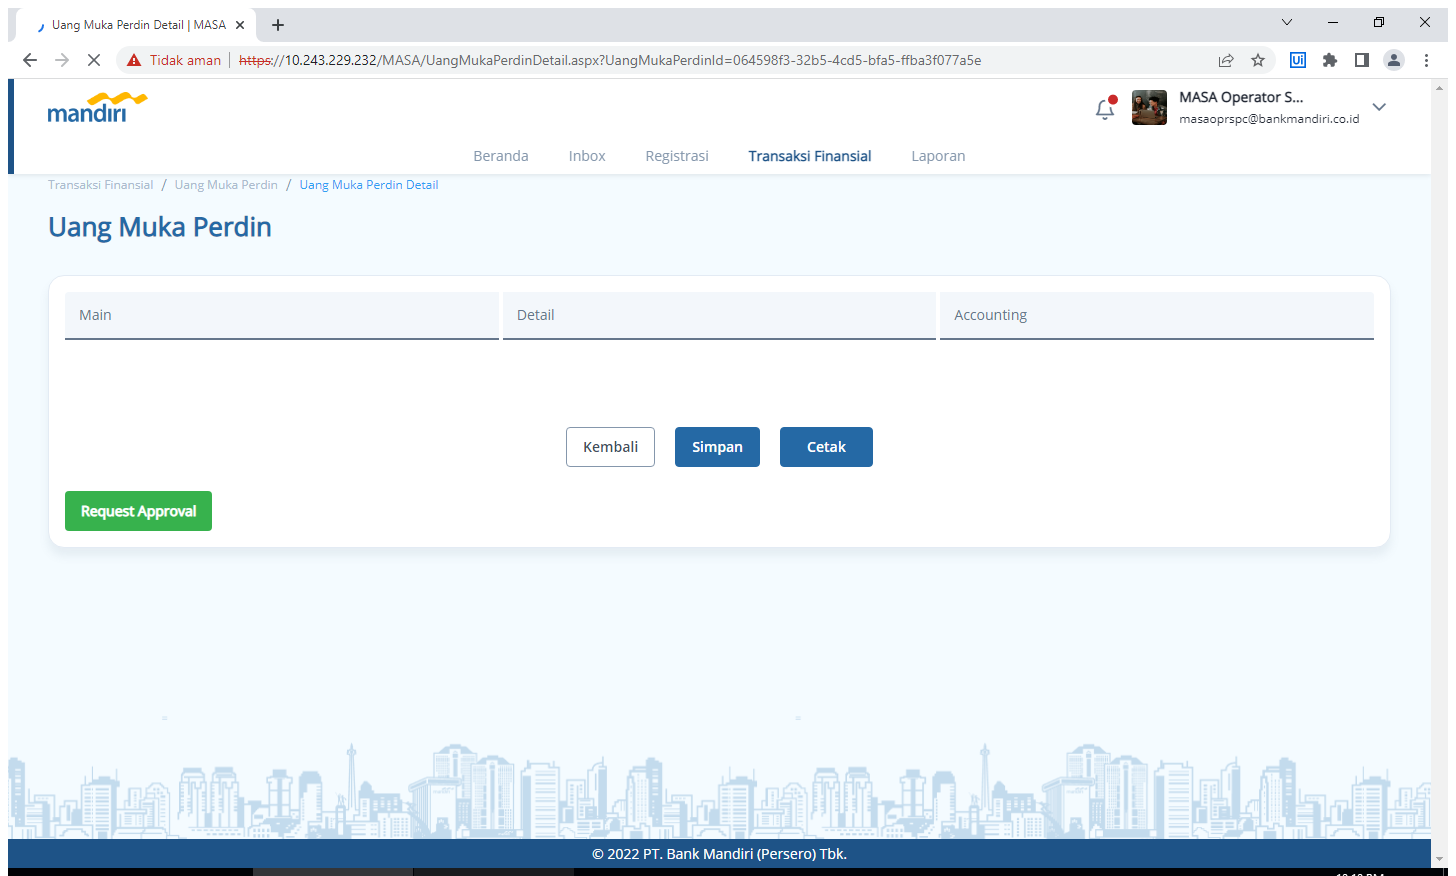 Uang Muka Perdin Detail | MASA
Tidak aman
https://10.243.229.232/MASA/UangMukaPerdinDetail.aspx?UangMukaPerdinId=064598f3-32b5-4cd5-bfa5-ffba3f077a5e
Ui
mandiri
MASA Operator S...
masaoprspc@bankmandiri.co.id
Beranda Inbox Registrasi Transaksi Finansial Laporan
Transaksi Finansial / Uang Muka Perdin / Uang Muka Perdin Detail
Uang Muka Perdin
Main Detail Accounting
Kembali Simpan Cetak
Request Approval
© 2022 PT. Bank Mandiri (Persero) Tbk.